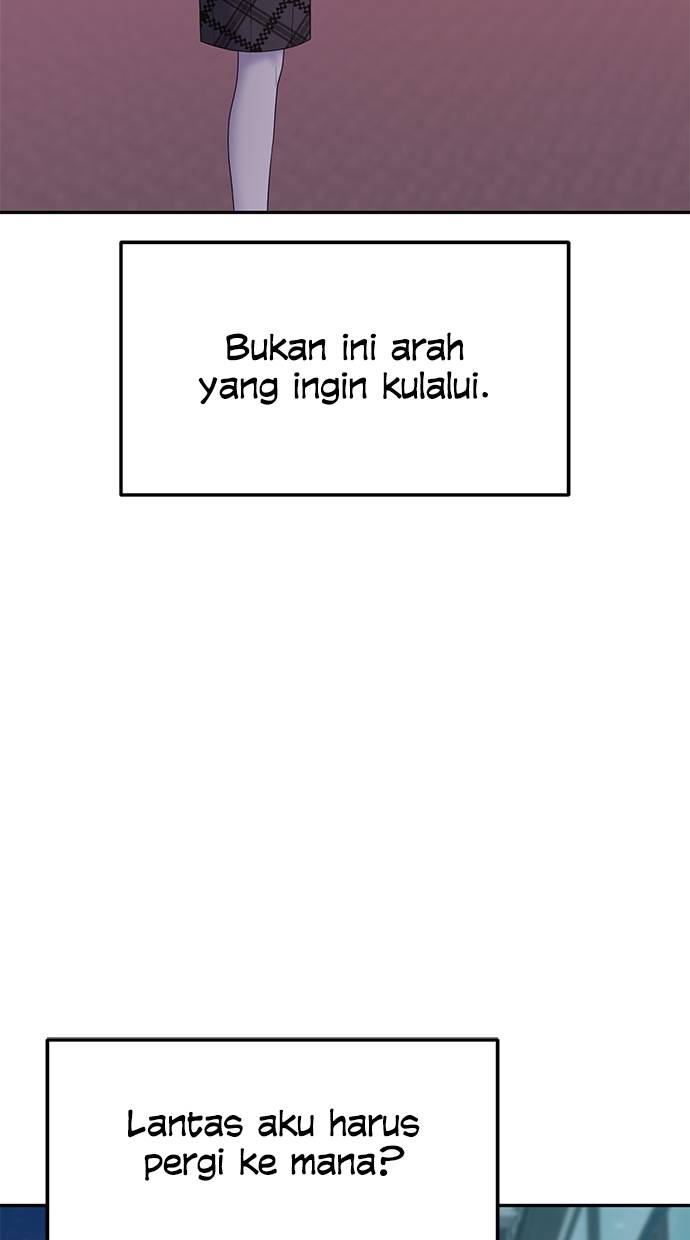 Bukan ini arah
yang ingin kulalui.
Lantas aku harus
pergi ke mana?